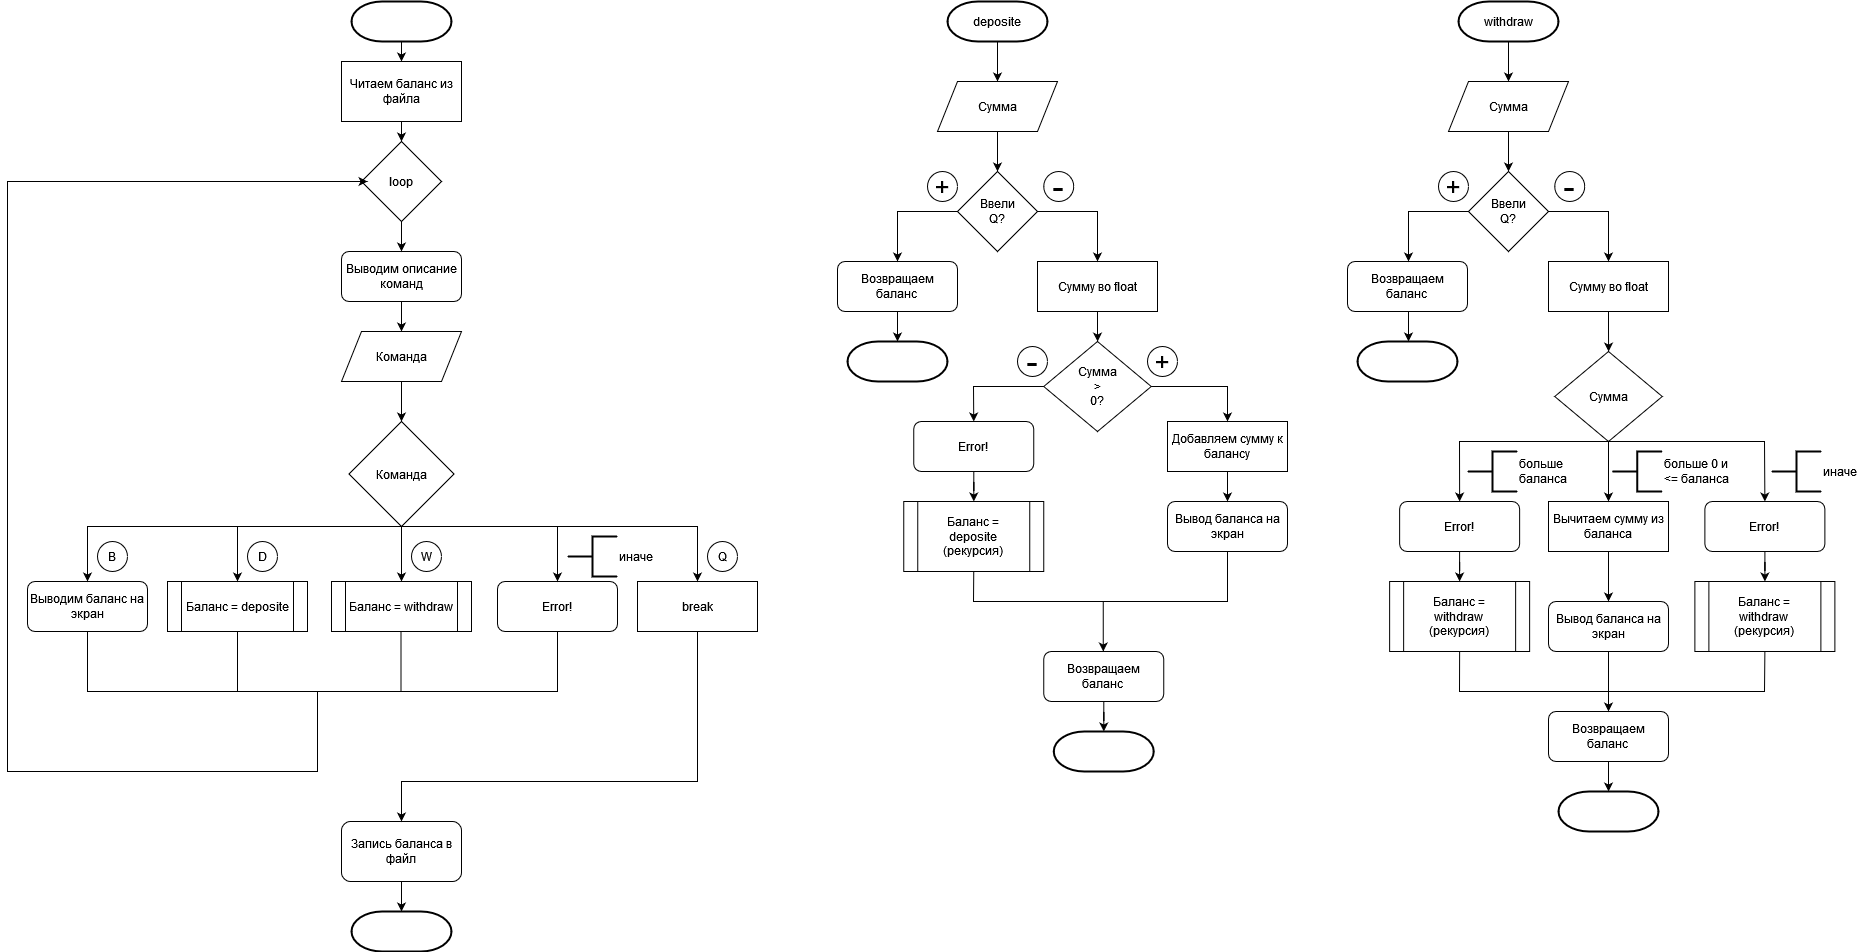 Читаем баланс из
файла
loop
Выводим описание
команд
Команда
Команда
B
D
W
иначе
Q
Выводим баланс на
экран
Баланс = deposite
Баланс = withdraw
Error!
break
Запись баланса в
файл
deposite
Сумма
+
-
Ввели
Q?
Возвращаем
баланс
Сумму во float
-
+
Сумма
>
0?
Error!
Добавляем сумму к
балансу
Баланс =
deposite
(рекурсия)
Вывод баланса на
экран
Возвращаем
баланс
withdraw
Сумма
+
-
Ввели
Q?
Возвращаем
баланс
Сумму во float
Сумма
больше
баланса
больше 0 и
<= баланса
иначе
Error!
Вычитаем сумму из
баланса
Error!
Баланс =
withdraw
(рекурсия)
Вывод баланса на
экран
Баланс =
withdraw
(рекурсия)
Возвращаем
баланс